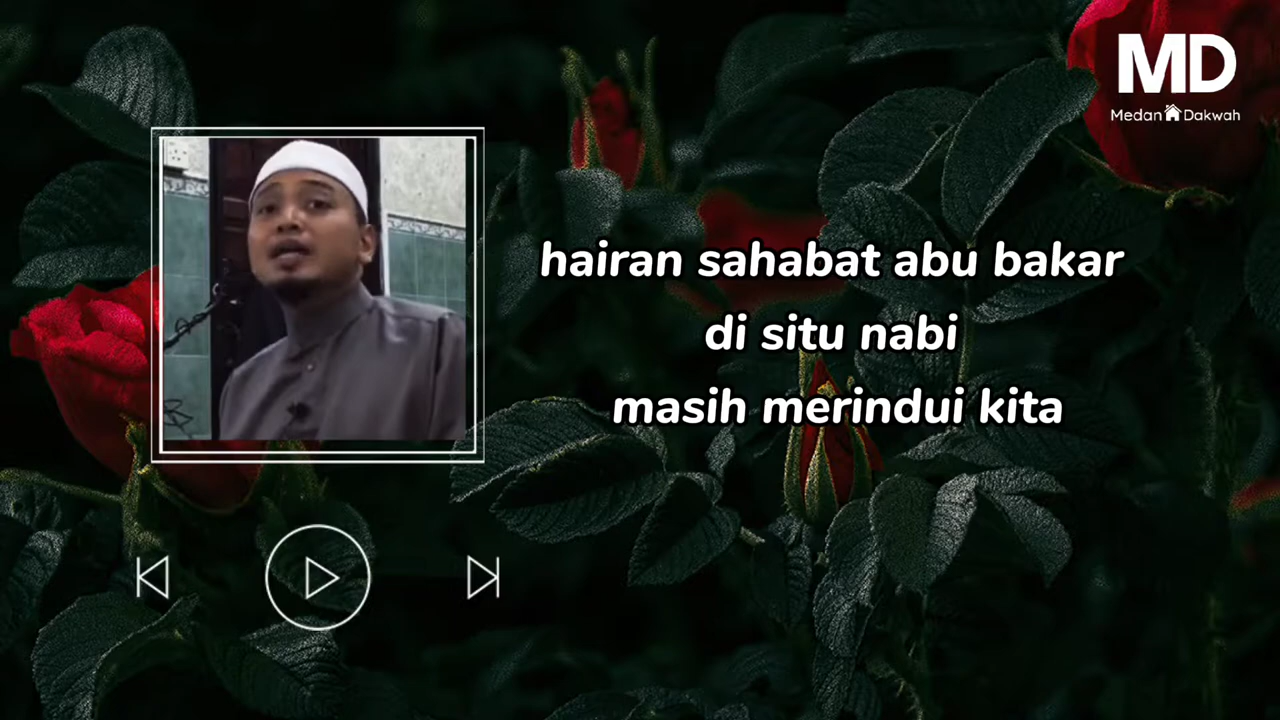 MD
Medan Dakwah
hairan sahabat abu bakar
di situ nabi
masih merindui kita